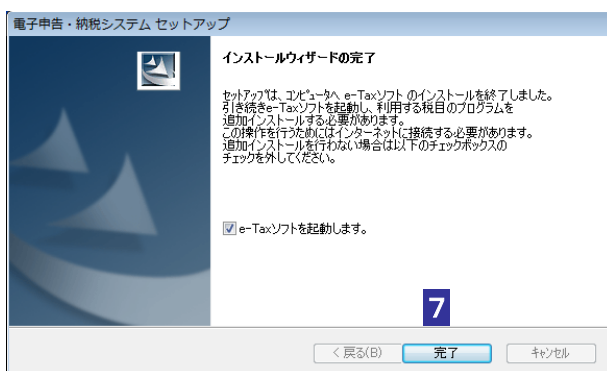 電子申告・納税システム セットアップ
インストールウィザードの完了
セットアップは、コンピュータへ e-Taxソフト のインストールを終了しました。
引き続きe-Taxソフトを起動し、利用する税目のプログラムを
追加インストールする必要があります。
この操作を行うためにはインターネットに接続する必要があります。
追加インストールを行わない場合は以下のチェックボックスの
チェックを外してください。
e-Taxソフトを起動します。
7
< 戻る(B)
完了
キャンセル